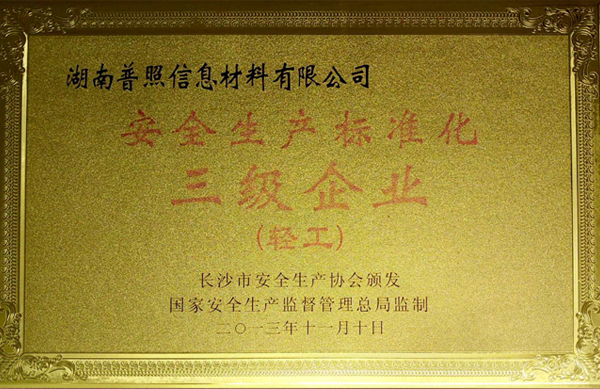 湖南普照信息材料有限公司
安全生产标准化
三级企业
(轻工)
长沙市安全生产协会颁发
国家安全生产监督管理总局监制
二〇一三年十一月十日